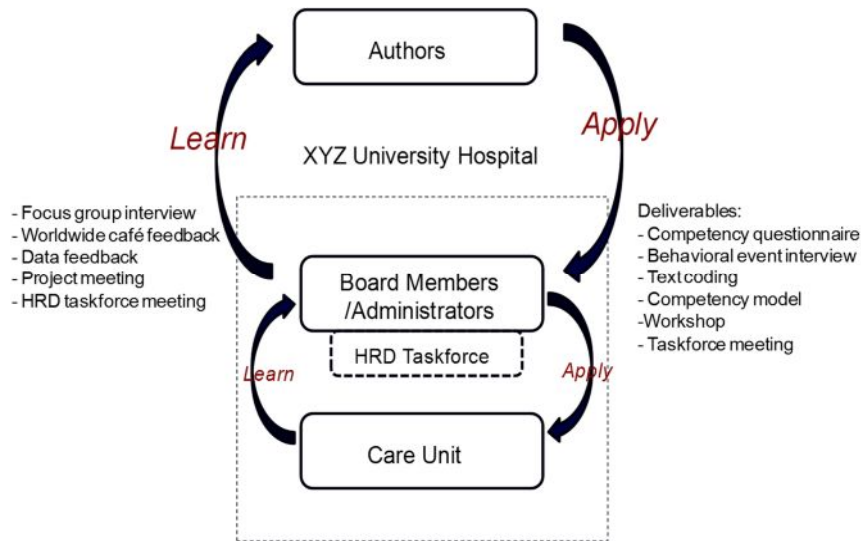 Authors
Learn
Apply
XYZ University Hospital
- Focus group interview
- Worldwide café feedback
- Data feedback
- Project meeting
- HRD taskforce meeting
Deliverables:
- Competency questionnaire
- Behavioral event interview
- Text coding
- Competency model
-Workshop
- Taskforce meeting
Board Members
/Administrators
HRD Taskforce
Learn
Apply
Care Unit